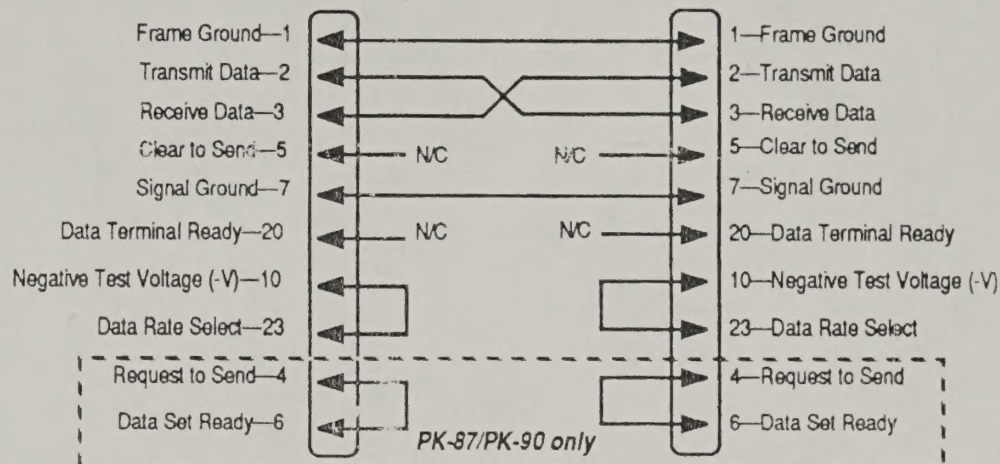 Frame Ground—1 1—Frame Ground
Transmit Data—2 2—Transmit Data
Receive Data—3 3—Receive Data
Clear to Send—5 N/C N/C 5—Clear to Send
Signal Ground—7 7—Signal Ground
Data Terminal Ready—20 N/C N/C 20—Data Terminal Ready
Negative Test Voltage (-V)—10 10—Negative Test Voltage (-V)
Data Rate Select—23 23—Data Rate Select
Request to Send—4 4—Request to Send
Data Set Ready—6 6—Data Set Ready
PK-87/PK-90 only